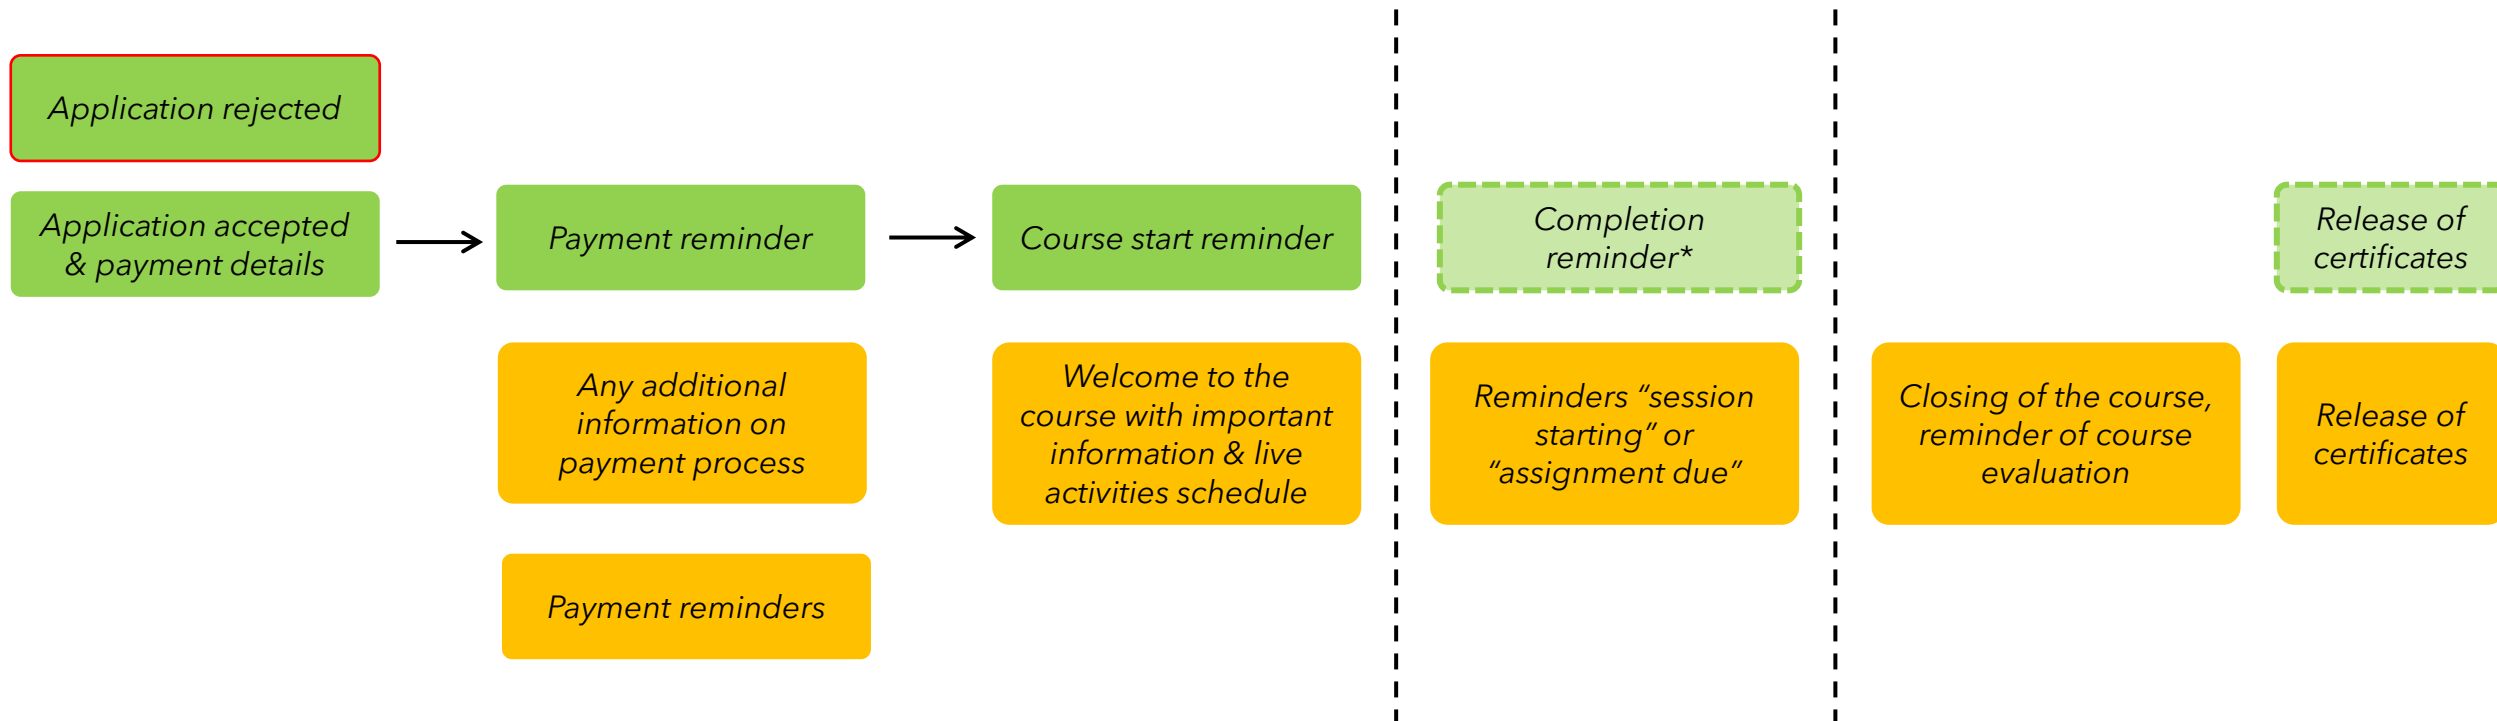 Application rejected
Application accepted
& payment details
Payment reminder
Course start reminder
Completion
reminder*
Release of
certificates
Any additional
information on
payment process
Welcome to the
course with important
information & live
activities schedule
Reminders “session
starting” or
“assignment due”
Closing of the course,
reminder of course
evaluation
Release of
certificates
Payment reminders